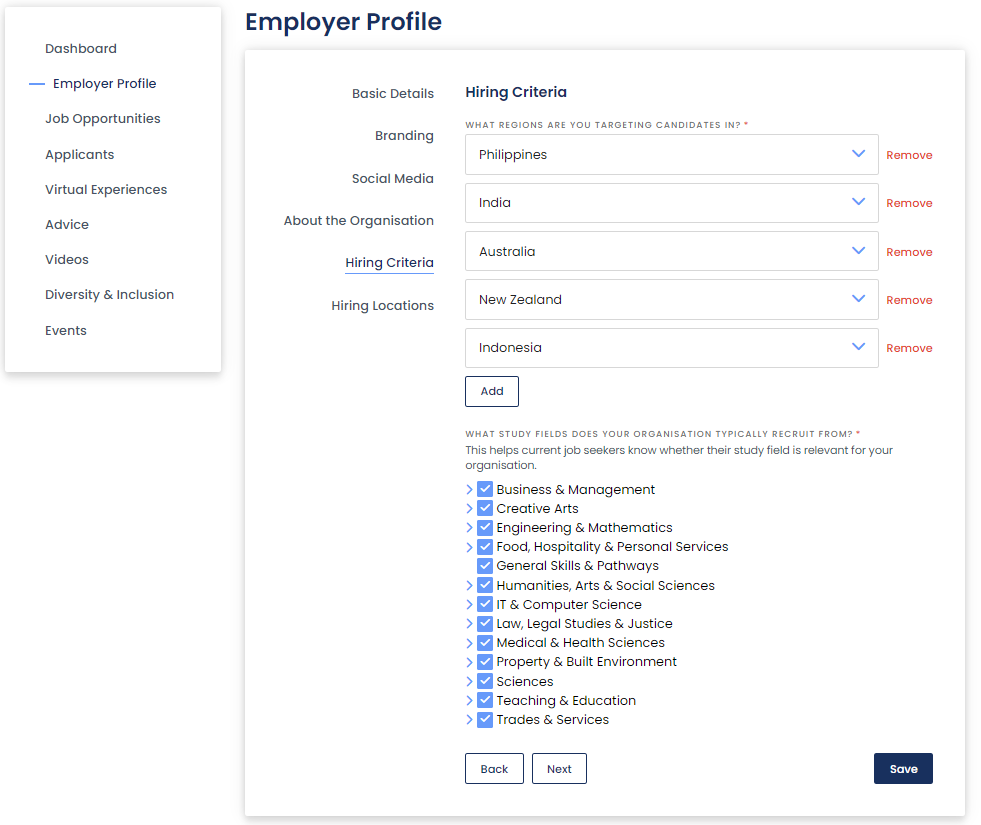 Employer Profile
Dashboard
Employer Profile
Job Opportunities
Applicants
Virtual Experiences
Advice
Videos
Diversity & Inclusion
Events
Basic Details
Branding
Social Media
About the Organisation
Hiring Criteria
Hiring Locations
Hiring Criteria
WHAT REGIONS ARE YOU TARGETING CANDIDATES IN? *
Philippines
Remove
India
Remove
Australia
Remove
New Zealand
Remove
Indonesia
Remove
Add
WHAT STUDY FIELDS DOES YOUR ORGANISATION TYPICALLY RECRUIT FROM? *
This helps current job seekers know whether their study field is relevant for your
organisation.
Business & Management
Creative Arts
Engineering & Mathematics
Food, Hospitality & Personal Services
General Skills & Pathways
Humanities, Arts & Social Sciences
IT & Computer Science
Law, Legal Studies & Justice
Medical & Health Sciences
Property & Built Environment
Sciences
Teaching & Education
Trades & Services
Back
Next
Save